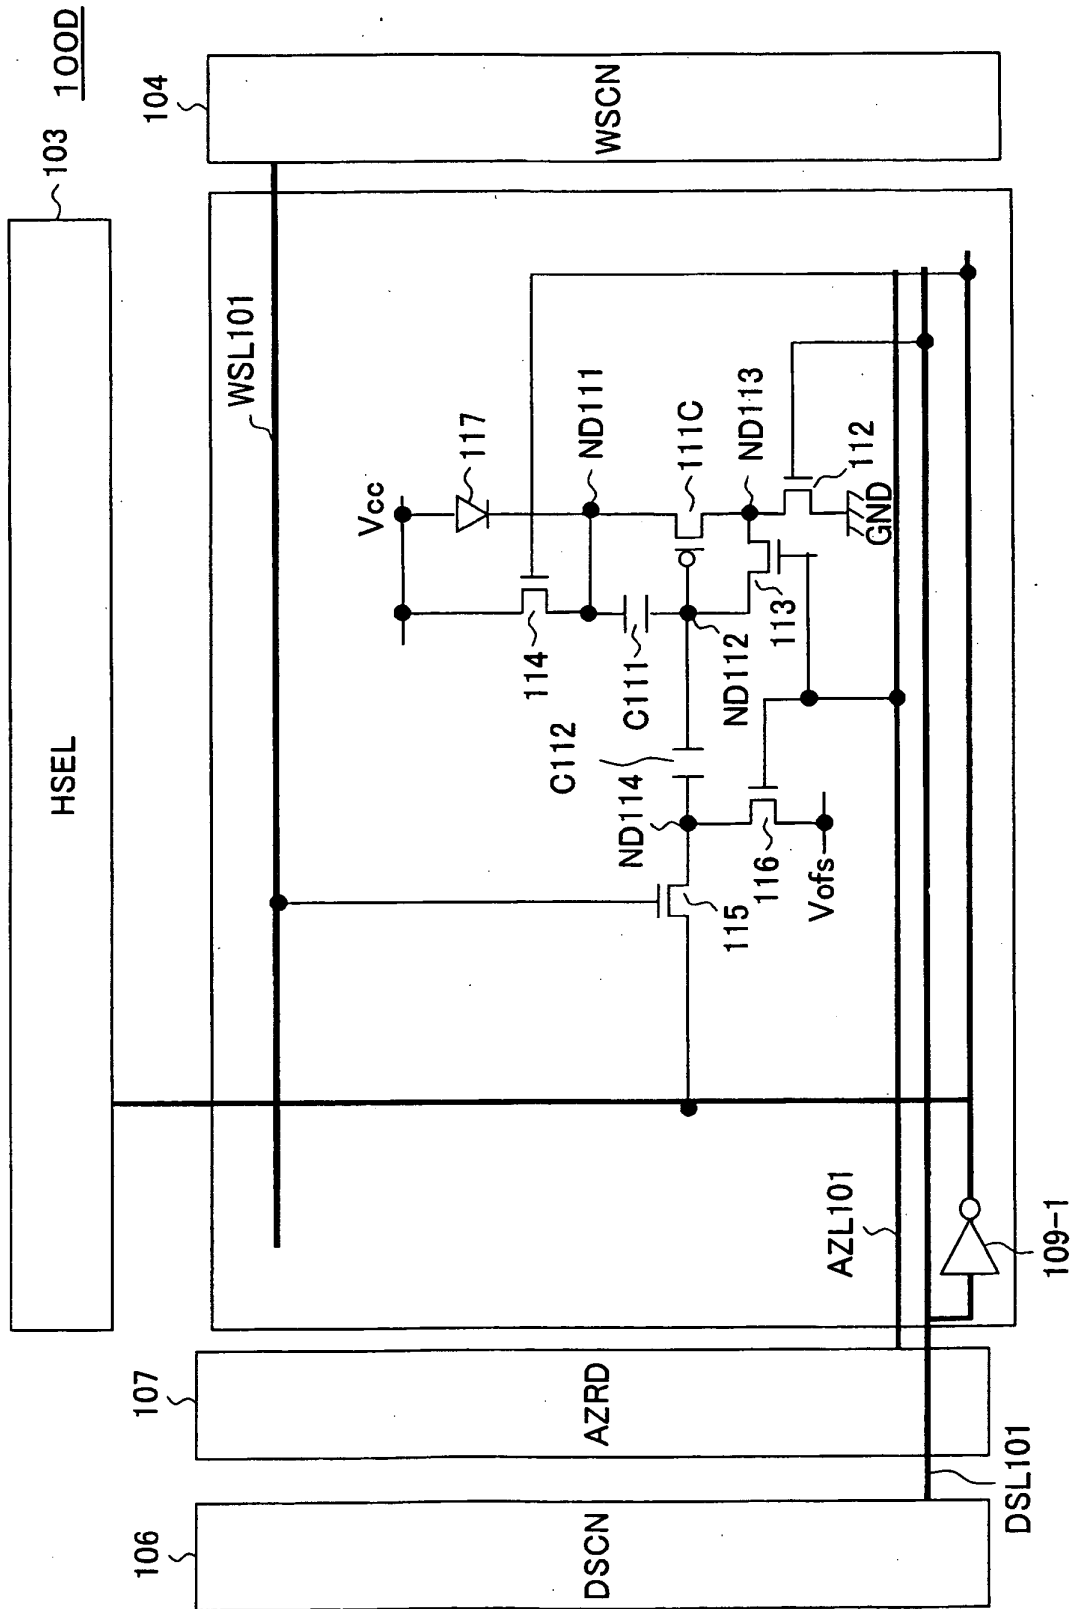 100D
103
HSEL
104
WSCN
WSL101
Vcc
117
ND111
114
C111
111C
C112
ND112
ND113
113
112
GND
ND114
115
116
Vofs
AZL101
109-1
107
AZRD
106
DSCN
DSL101